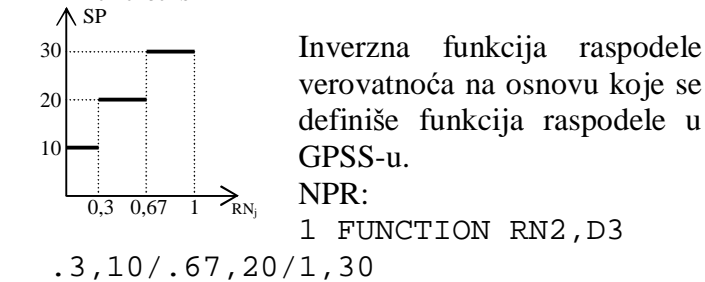 SP
30
20
10
0,3 0,67 1 RNj
Inverzna funkcija raspodele
verovatnoća na osnovu koje se
definiše funkcija raspodele u
GPSS-u.
NPR:
1 FUNCTION RN2,D3
.3,10/.67,20/1,30